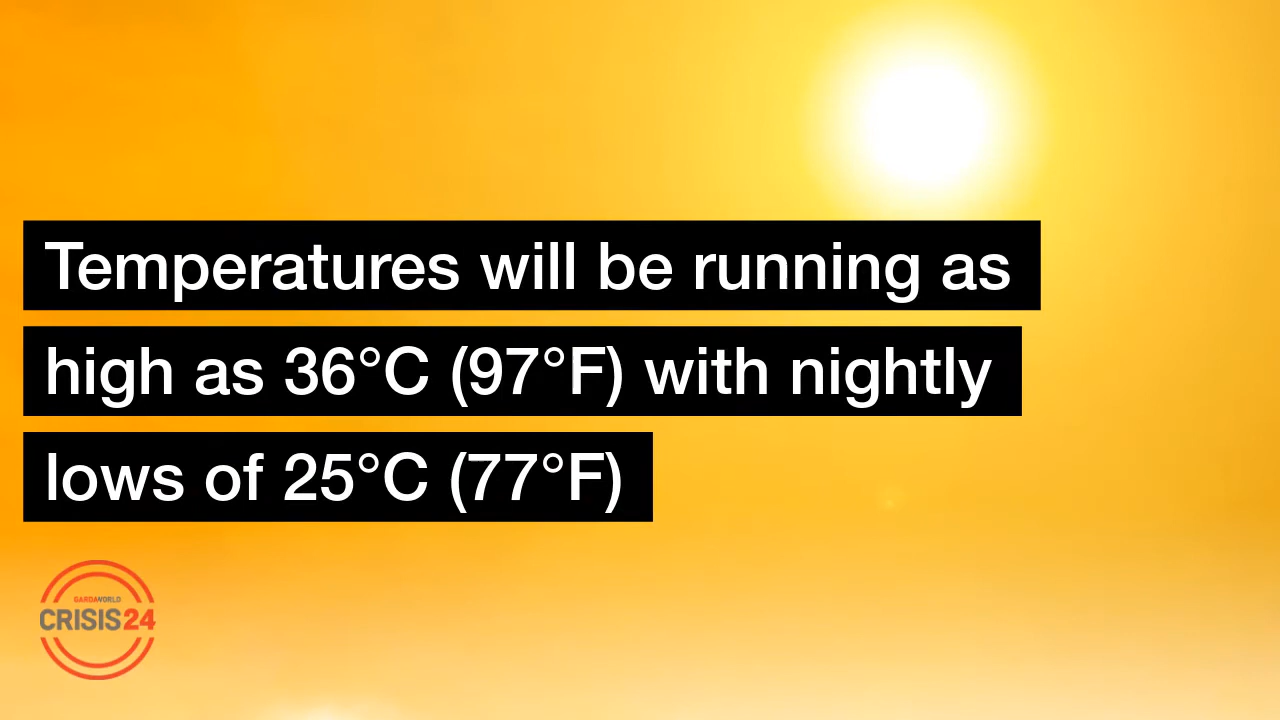 Temperatures will be running as
high as 36°C (97°F) with nightly
lows of 25°C (77°F)
GARDAWORLD
CRISIS24